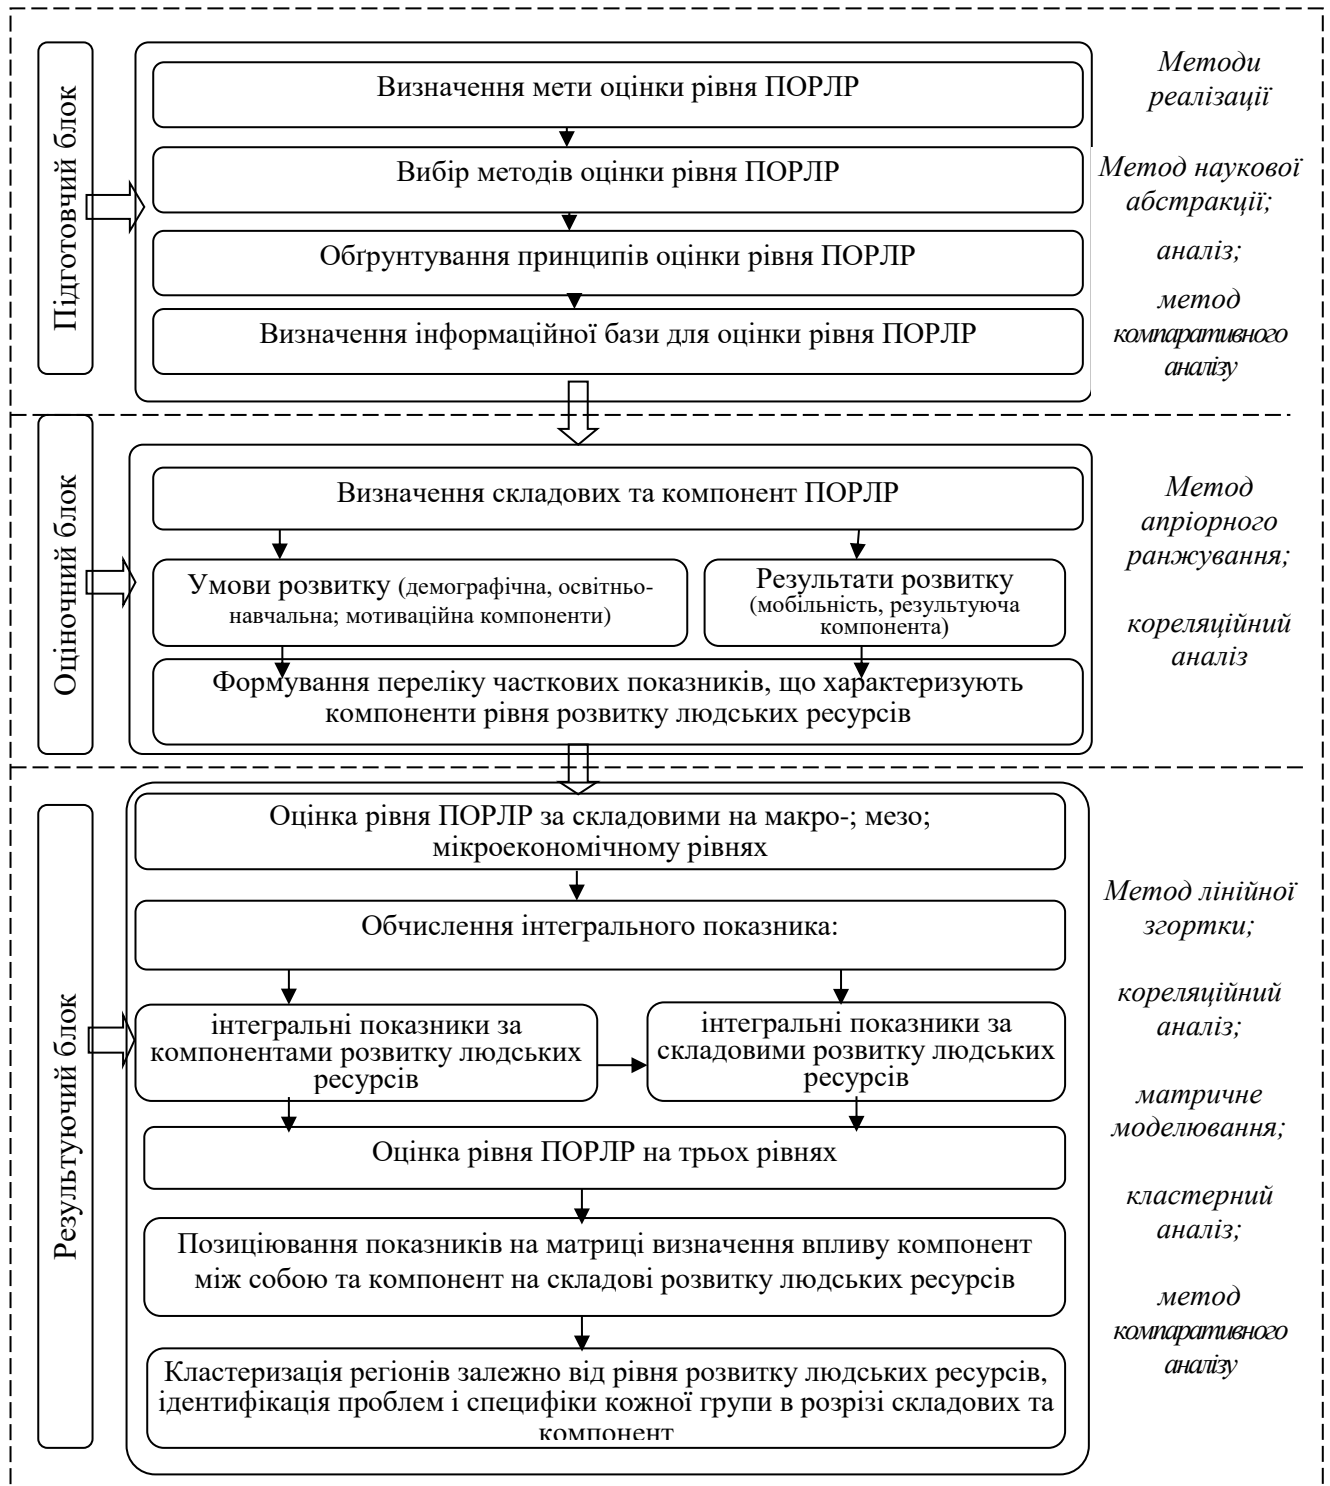 Підготовчий блок
Визначення мети оцінки рівня ПОРЛР
Вибір методів оцінки рівня ПОРЛР
Обґрунтування принципів оцінки рівня ПОРЛР
Визначення інформаційної бази для оцінки рівня ПОРЛР
Методи
реалізації
Метод наукової
абстракції;
аналіз;
метод
компаративного
аналізу
Оціночний блок
Визначення складових та компонент ПОРЛР
Умови розвитку (демографічна, освітньо-
навчальна; мотиваційна компоненти)
Результати розвитку
(мобільність, результуюча
компонента)
Формування переліку часткових показників, що характеризують
компоненти рівня розвитку людських ресурсів
Метод
апріорного
ранжування;
кореляційний
аналіз
Результуючий блок
Оцінка рівня ПОРЛР за складовими на макро-; мезо;
мікроекономічному рівнях
Обчислення інтегрального показника:
інтегральні показники за
компонентами розвитку людських
ресурсів
інтегральні показники за
складовими розвитку людських
ресурсів
Оцінка рівня ПОРЛР на трьох рівнях
Позиціювання показників на матриці визначення впливу компонент
між собою та компонент на складові розвитку людських ресурсів
Кластеризація регіонів залежно від рівня розвитку людських ресурсів,
ідентифікація проблем і специфіки кожної групи в розрізі складових та
компонент
Метод лінійної
згортки;
кореляційний
аналіз;
матричне
моделювання;
кластерний
аналіз;
метод
компаративного
аналізу